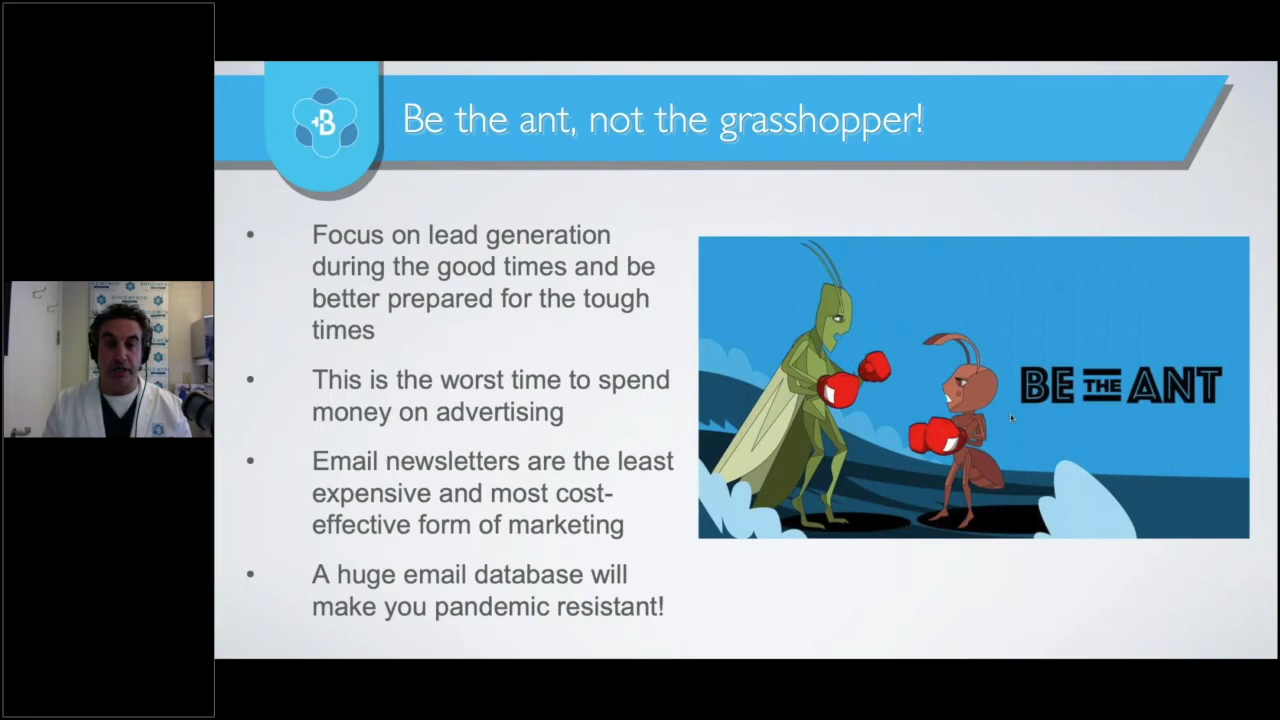 B
Be the ant, not the grasshopper!
• Focus on lead generation
during the good times and be
better prepared for the tough
times
• This is the worst time to spend
money on advertising
• Email newsletters are the least
expensive and most cost-
effective form of marketing
• A huge email database will
make you pandemic resistant!
BE THE ANT